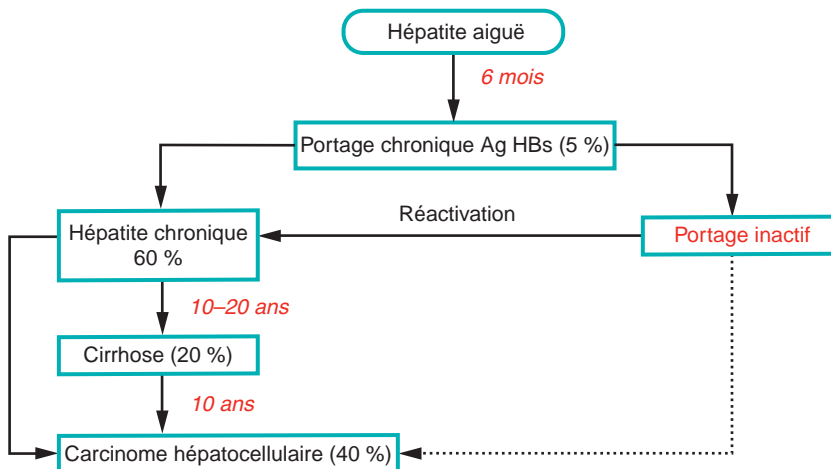 Hépatite aiguë
6 mois
Portage chronique Ag HBs (5 %)
Hépatite chronique
60 %
Réactivation
Portage inactif
10–20 ans
Cirrhose (20 %)
10 ans
Carcinome hépatocellulaire (40 %)